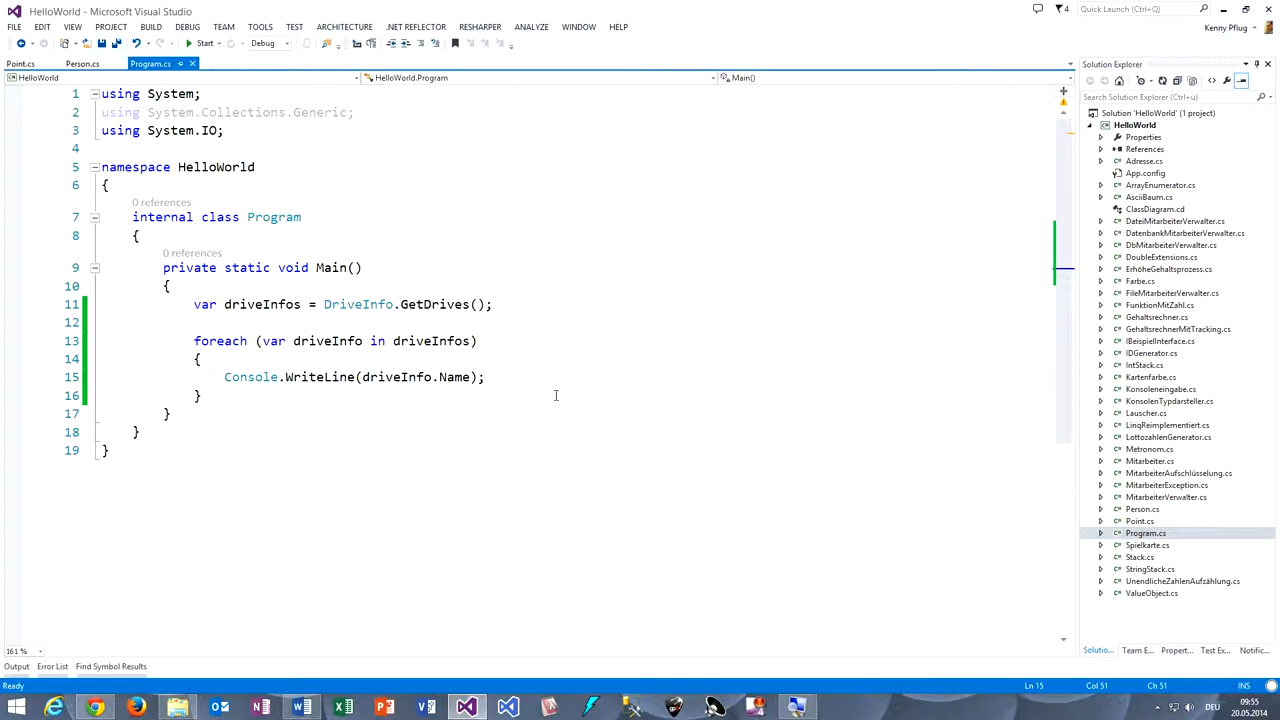 HelloWorld - Microsoft Visual Studio
4
Quick Launch (Ctrl+Q)
FILE EDIT VIEW PROJECT BUILD DEBUG TEAM TOOLS TEST ARCHITECTURE .NET REFLECTOR RESHARPER ANALYZE WINDOW HELP
Kenny Pflug
Start Debug
Point.cs Person.cs Program.cs
HelloWorld HelloWorld.Program Main()
1 using System;
2 using System.Collections.Generic;
3 using System.IO;
4
5 namespace HelloWorld
6 {
0 references
7 internal class Program
8 {
0 references
9 private static void Main()
10 {
11 var driveInfos = DriveInfo.GetDrives();
12
13 foreach (var driveInfo in driveInfos)
14 {
15 Console.WriteLine(driveInfo.Name);
16 }
17 }
18 }
19 }
161 %
Output Error List Find Symbol Results
Solution Explorer
Search Solution Explorer (Ctrl+ü)
Solution 'HelloWorld' (1 project)
HelloWorld
Properties
References
Adresse.cs
App.config
ArrayEnumerator.cs
AsciiBaum.cs
ClassDiagram.cd
DateiMitarbeiterVerwalter.cs
DatenbankMitarbeiterVerwalter.cs
DbMitarbeiterVerwalter.cs
DoubleExtensions.cs
ErhöheGehaltsprozess.cs
Farbe.cs
FileMitarbeiterVerwalter.cs
FunktionMitZahl.cs
Gehaltsrechner.cs
GehaltsrechnerMitTracking.cs
IBeispielInterface.cs
IDGenerator.cs
IntStack.cs
Kartenfarbe.cs
Konsoleneingabe.cs
KonsolenTypdarsteller.cs
Lauscher.cs
LinqReimplementiert.cs
LottozahlenGenerator.cs
Metronom.cs
Mitarbeiter.cs
MitarbeiterAufschlüsselung.cs
MitarbeiterException.cs
MitarbeiterVerwalter.cs
Person.cs
Point.cs
Program.cs
Spielkarte.cs
Stack.cs
StringStack.cs
UnendlicheZahlenAufzählung.cs
ValueObject.cs
Solutio... Team E... Propert... Test Ex... Notific...
Ready Ln 15 Col 51 Ch 51 INS
DEU
09:55
20.05.2014